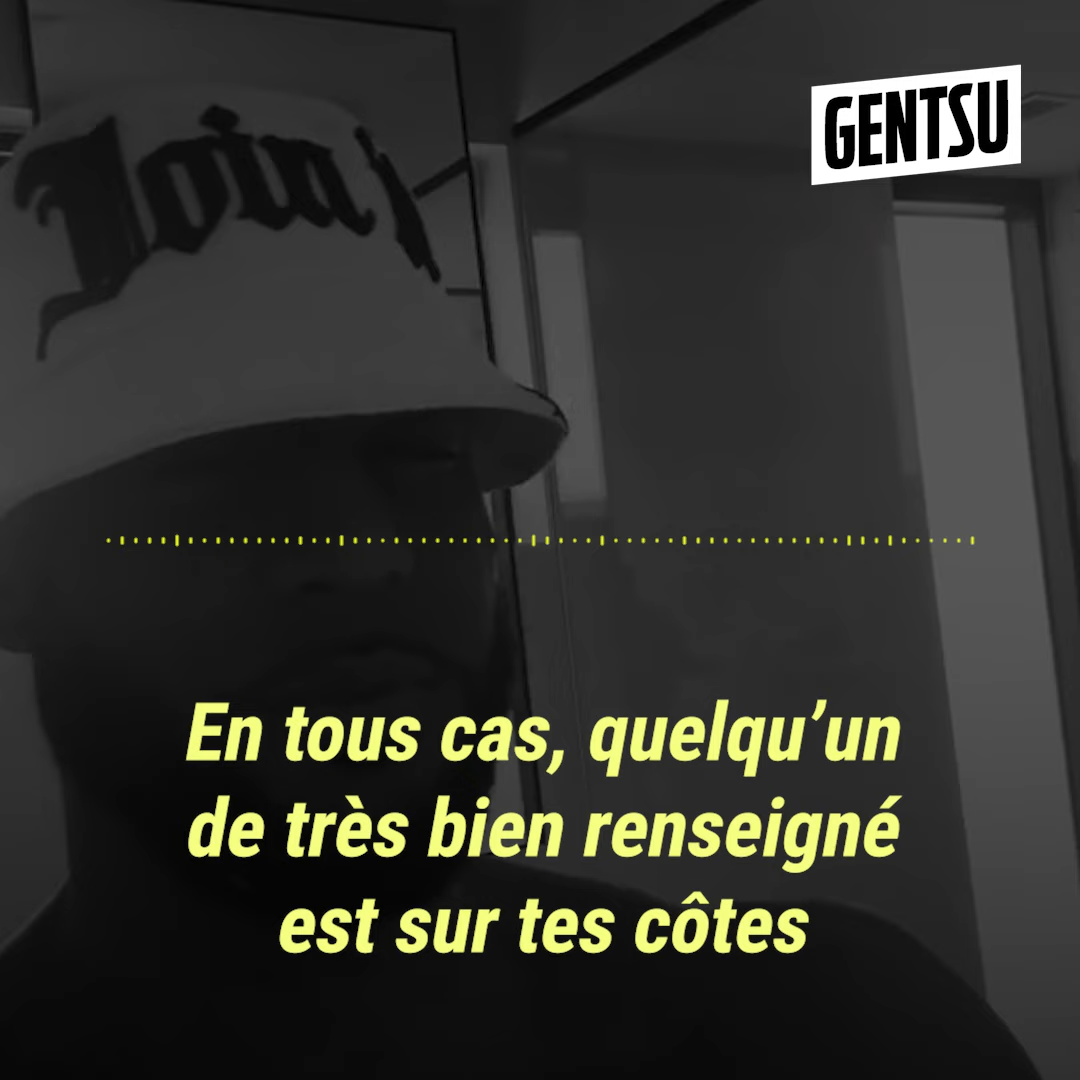 GENTSU
En tous cas, quelqu’un
de très bien renseigné
est sur tes côtes